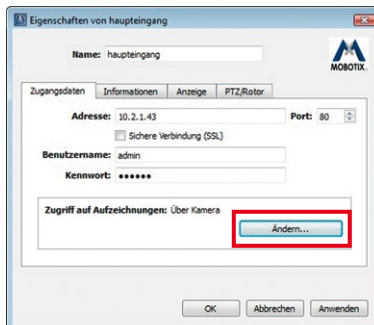 Eigenschaften von haupteingang
Name: haupteingang
MOBOTIX
Zugangsdaten Informationen Anzeige PTZ/Rotor
Adresse: 10.2.1.43 Port: 80
Sichere Verbindung (SSL)
Benutzername: admin
Kennwort: ••••••
Zugriff auf Aufzeichnungen: Über Kamera
Ändern...
OK Abbrechen Anwenden